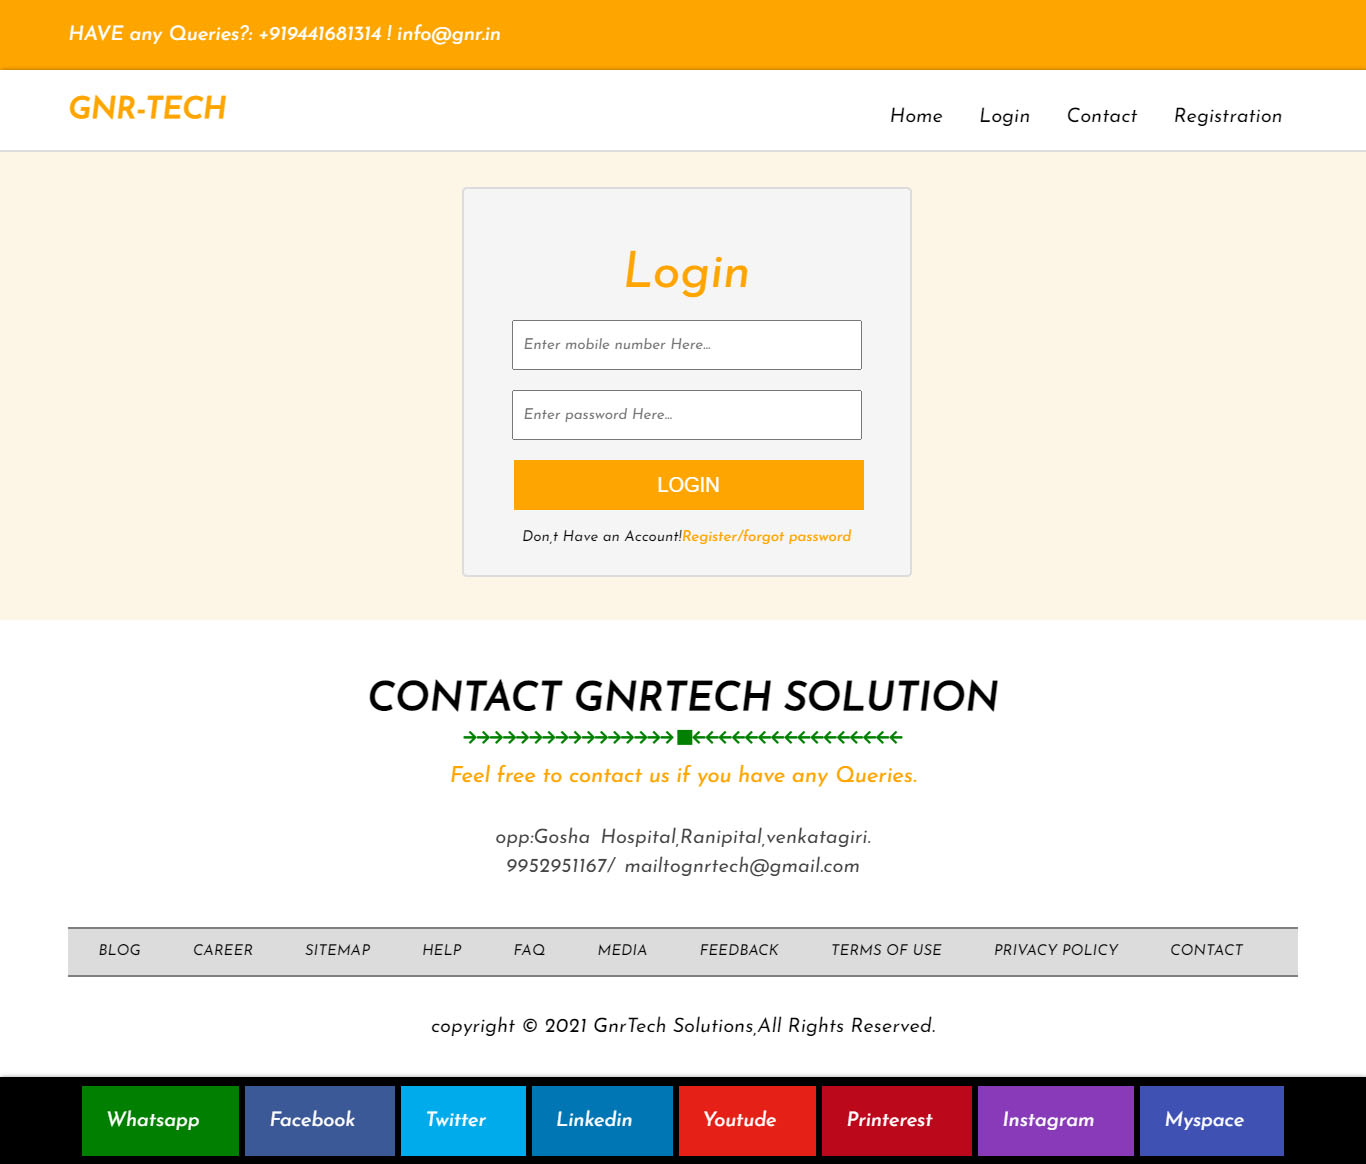 HAVE any Queries?: +919441681314 ! info@gnr.in
GNR-TECH
Home Login Contact Registration
Login
Enter mobile number Here...
Enter password Here...
LOGIN
Don,t Have an Account!Register/forgot password
CONTACT GNRTECH SOLUTION
→→→→→→→→→→→→→→→→■←←←←←←←←←←←←←←←←
Feel free to contact us if you have any Queries.
opp:Gosha Hospital,Ranipital,venkatagiri.
9952951167/ mailtognrtech@gmail.com
BLOG CAREER SITEMAP HELP FAQ MEDIA FEEDBACK TERMS OF USE PRIVACY POLICY CONTACT
copyright © 2021 GnrTech Solutions,All Rights Reserved.
Whatsapp Facebook Twitter Linkedin Youtude Printerest Instagram Myspace